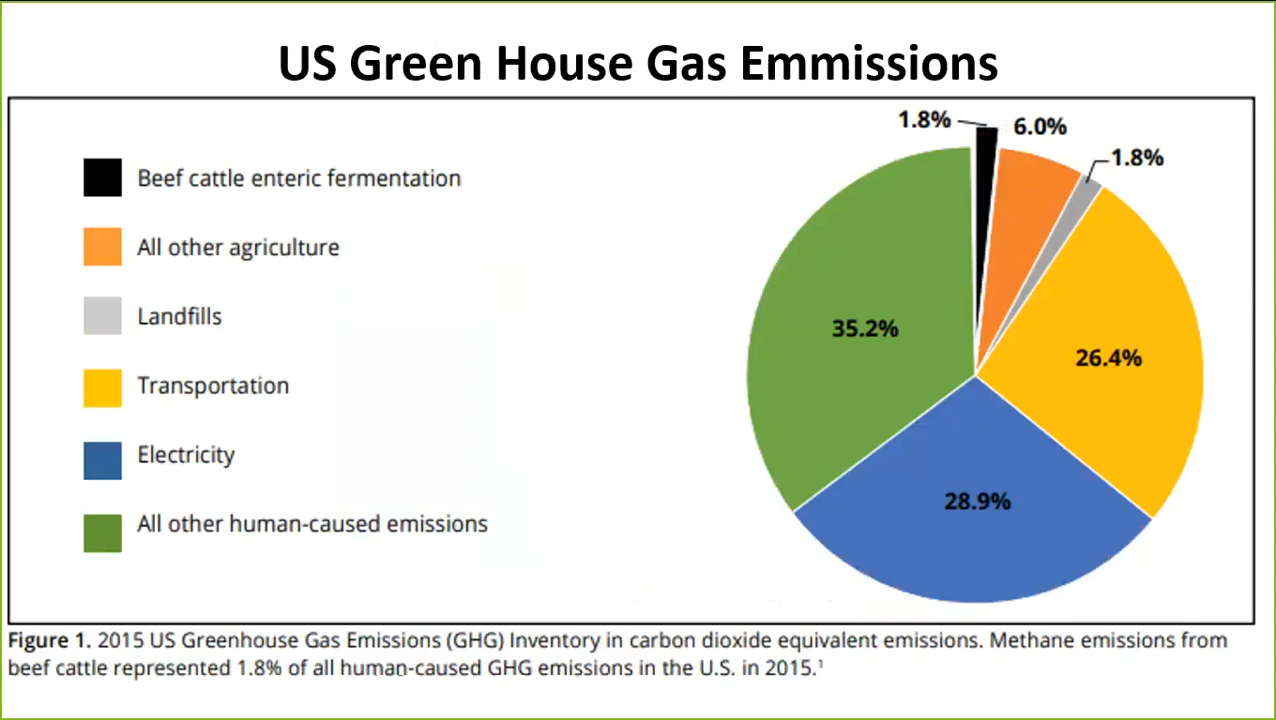 US Green House Gas Emmissions
1.8%
6.0%
1.8%
Beef cattle enteric fermentation
All other agriculture
Landfills
Transportation
Electricity
All other human-caused emissions
35.2%
26.4%
28.9%
Figure 1. 2015 US Greenhouse Gas Emissions (GHG) Inventory in carbon dioxide equivalent emissions. Methane emissions from
beef cattle represented 1.8% of all human-caused GHG emissions in the U.S. in 2015.¹